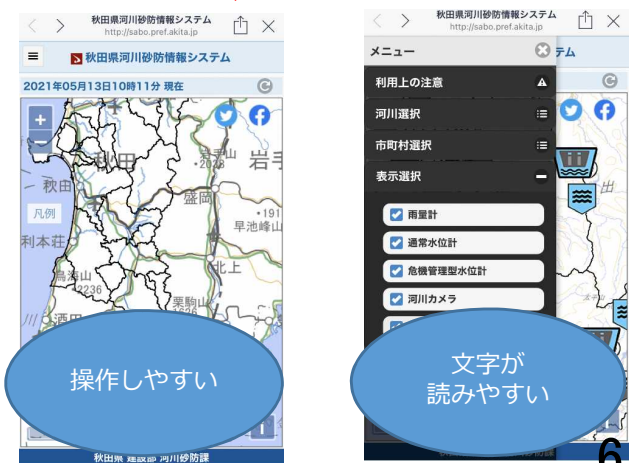 秋田県河川砂防情報システム
http://sabo.pref.akita.jp
秋田県河川砂防情報システム
2021年05月13日10時11分 現在
秋田
岩手
秋田
盛岡
凡例
・191
早池峰山
利本荘
鳥海山
・2236
北上
栗駒山
酒田
操作しやすい
秋田県 建設部 河川砂防課
秋田県河川砂防情報システム
http://sabo.pref.akita.jp
メニュー
テム
利用上の注意
河川選択
市町村選択
表示選択
出
雨量計
通常水位計
危機管理型水位計
河川カメラ
文字が
読みやすい
6